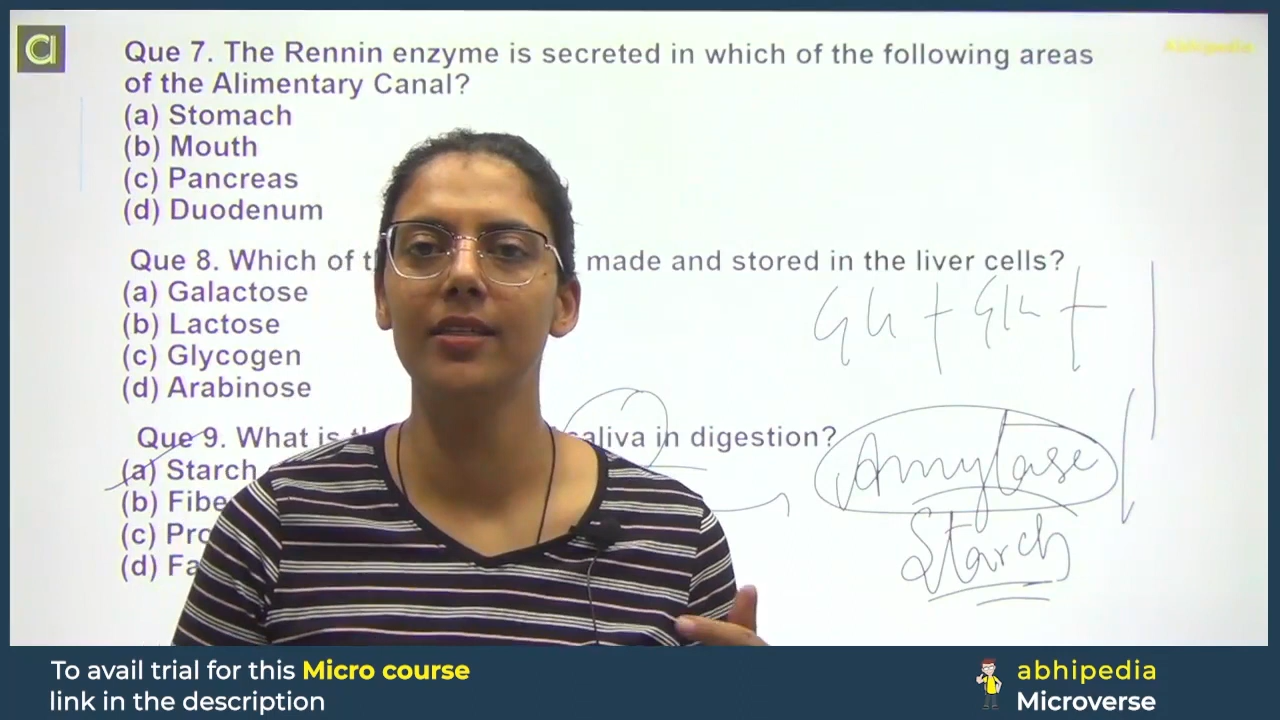 Que 7. The Rennin enzyme is secreted in which of the following areas
of the Alimentary Canal?
(a) Stomach
(b) Mouth
(c) Pancreas
(d) Duodenum
Abhipedia
Que 8. Which of made and stored in the liver cells?
(a) Galactose
(b) Lactose
(c) Glycogen
(d) Arabinose
Que 9. What is saliva in digestion?
(a) Starch
(b)
(c)
(d)
Amylase
Starch
To avail trial for this Micro course
link in the description
abhipedia
Microverse